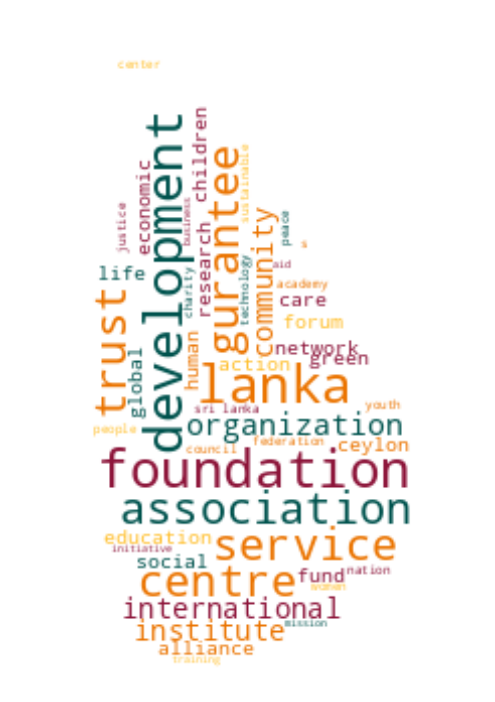 center
development
children
gurantee
sustainable
economic
business
justice
research
community
peace
s
life
charity
technology
aid
academy
trust
care
forum
global
human
network
green
action
lanka
people
sri lanka
youth
organization
council
federation
ceylon
foundation
association
education
service
initiative
social
centre
fund
nation
women
international
institute
mission
alliance
training